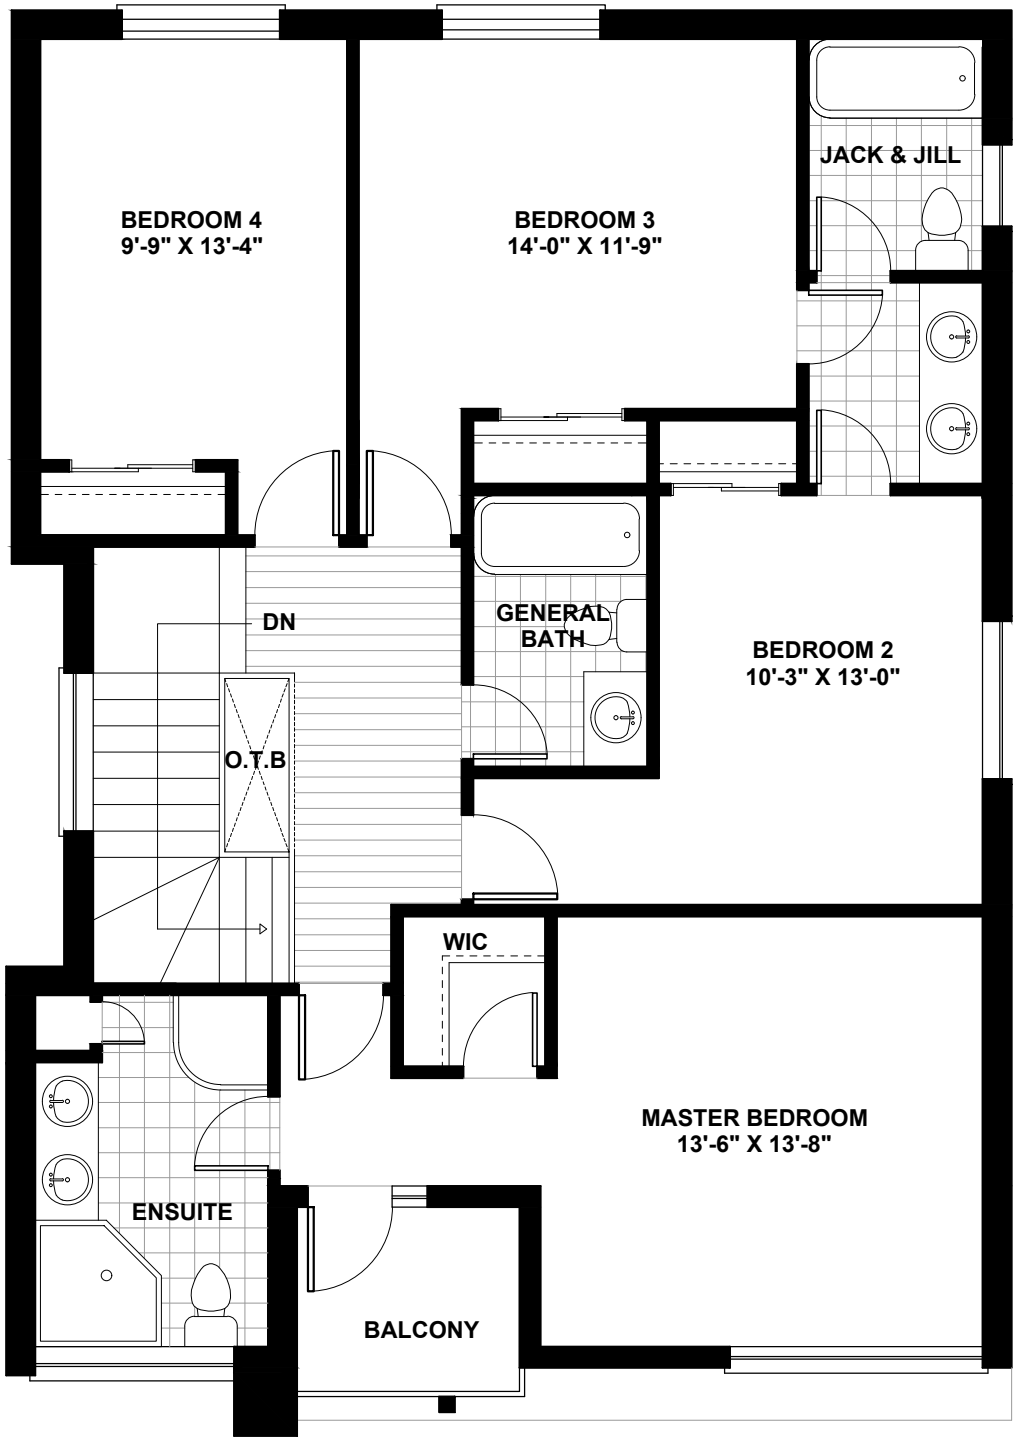 JACK & JILL
BEDROOM 4
9'-9" X 13'-4"
BEDROOM 3
14'-0" X 11'-9"
DN
GENERAL
BATH
BEDROOM 2
10'-3" X 13'-0"
O.T.B
WIC
MASTER BEDROOM
13'-6" X 13'-8"
ENSUITE
BALCONY